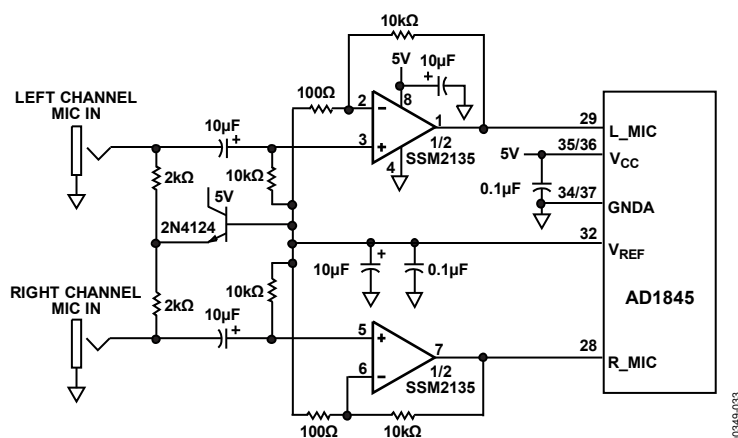 10kΩ
5V
10µF
+
100Ω
LEFT CHANNEL
MIC IN
10µF
+
2
–
8
1
3
+
1/2
SSM2135
4
29
L_MIC
35/36
5V
VCC
0.1µF
34/37
GNDA
2kΩ
10kΩ
5V
2N4124
32
VREF
10µF
+
0.1µF
AD1845
RIGHT CHANNEL
MIC IN
2kΩ
10kΩ
10µF
+
5
+
7
6
–
1/2
SSM2135
28
R_MIC
100Ω
10kΩ
0349-033